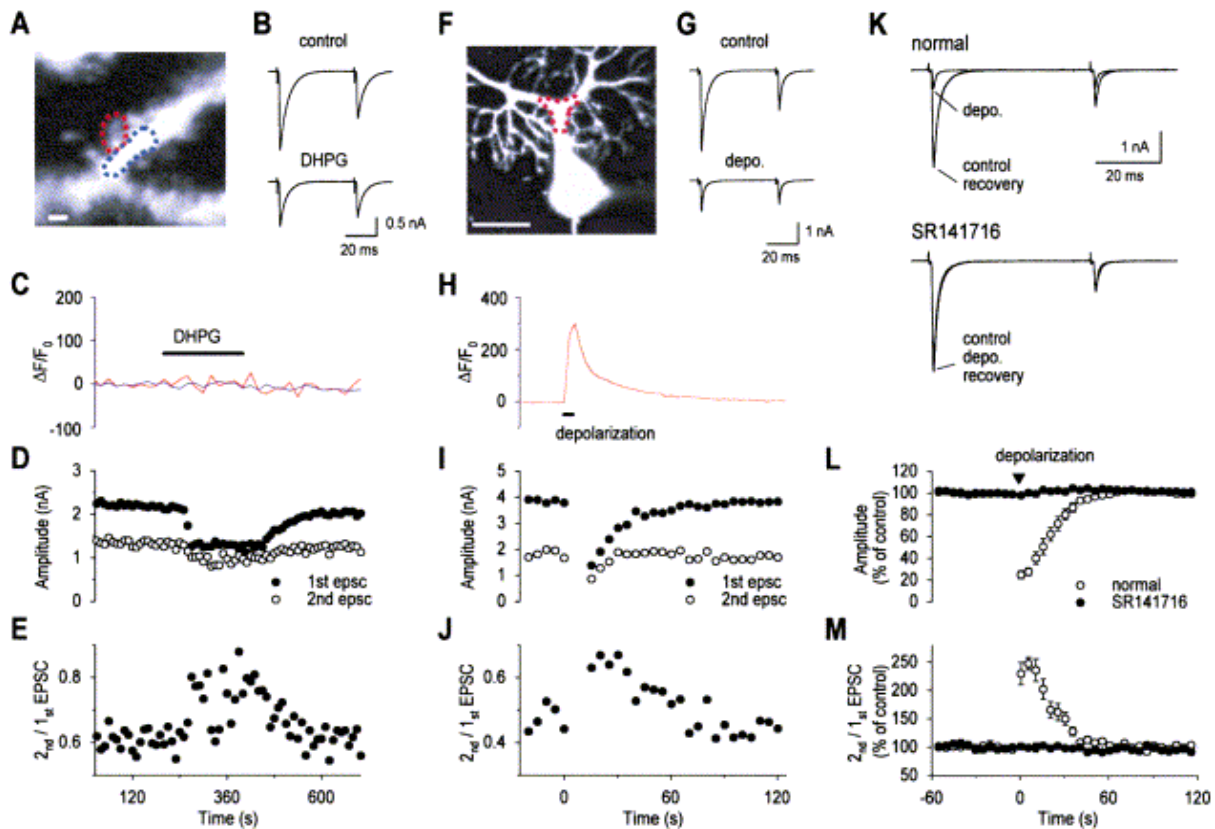 A
B
control
DHPG
0.5 nA
20 ms
F
G
control
depo.
1 nA
20 ms
K
normal
depo.
control
recovery
1 nA
20 ms
SR141716
control
depo.
recovery
C
200
100
0
-100
ΔF/F0
DHPG
H
400
200
0
ΔF/F0
depolarization
D
3
2
1
0
Amplitude (nA)
1st epsc
2nd epsc
I
5
4
3
2
1
0
Amplitude (nA)
1st epsc
2nd epsc
L
depolarization
120
100
80
60
40
20
0
Amplitude
(% of control)
normal
SR141716
E
0.8
0.6
2nd / 1st EPSC
120
360
600
Time (s)
J
0.6
0.4
2nd / 1st EPSC
0
60
120
Time (s)
M
250
200
150
100
50
2nd / 1st EPSC
(% of control)
-60
0
60
120
Time (s)